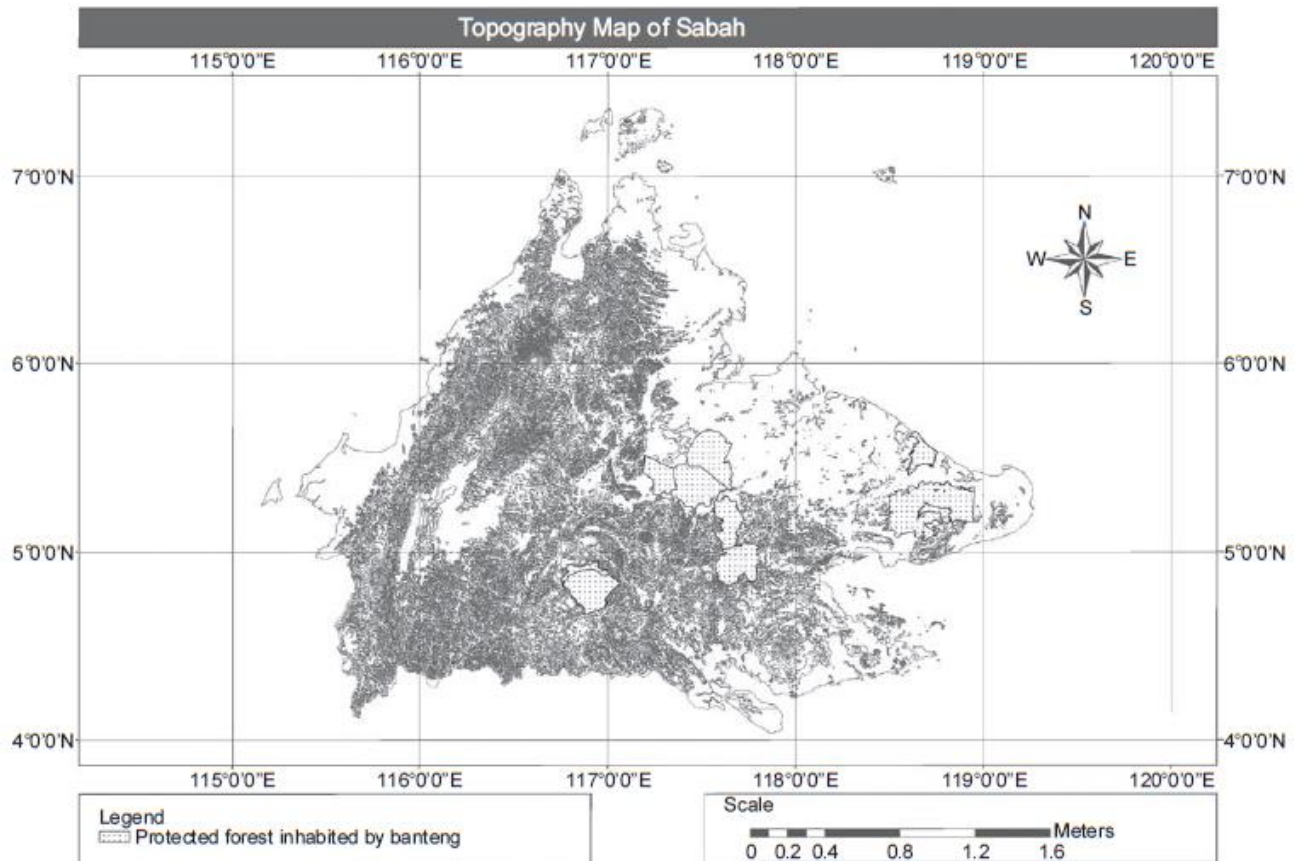 Topography Map of Sabah
115°0'0"E 116°0'0"E 117°0'0"E 118°0'0"E 119°0'0"E 120°0'0"E
7°0'0"N 7°0'0"N
N
W E
S
6°0'0"N 6°0'0"N
5°0'0"N 5°0'0"N
4°0'0"N 4°0'0"N
115°0'0"E 116°0'0"E 117°0'0"E 118°0'0"E 119°0'0"E 120°0'0"E
Legend
Protected forest inhabited by banteng
Scale
Meters
0 0.2 0.4 0.8 1.2 1.6